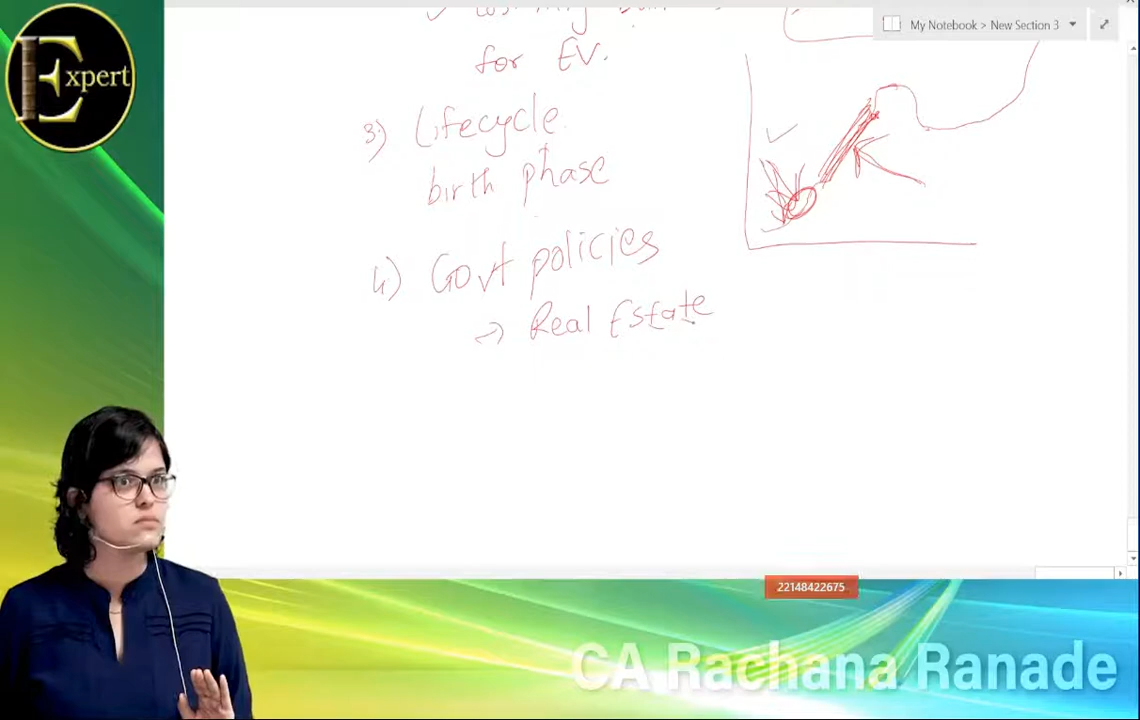 Expert
My Notebook > New Section 3
for EV.
3) Lifecycle
birth phase
4) Govt policies
→ Real Estate
22148422675
CA Rachana Ranade